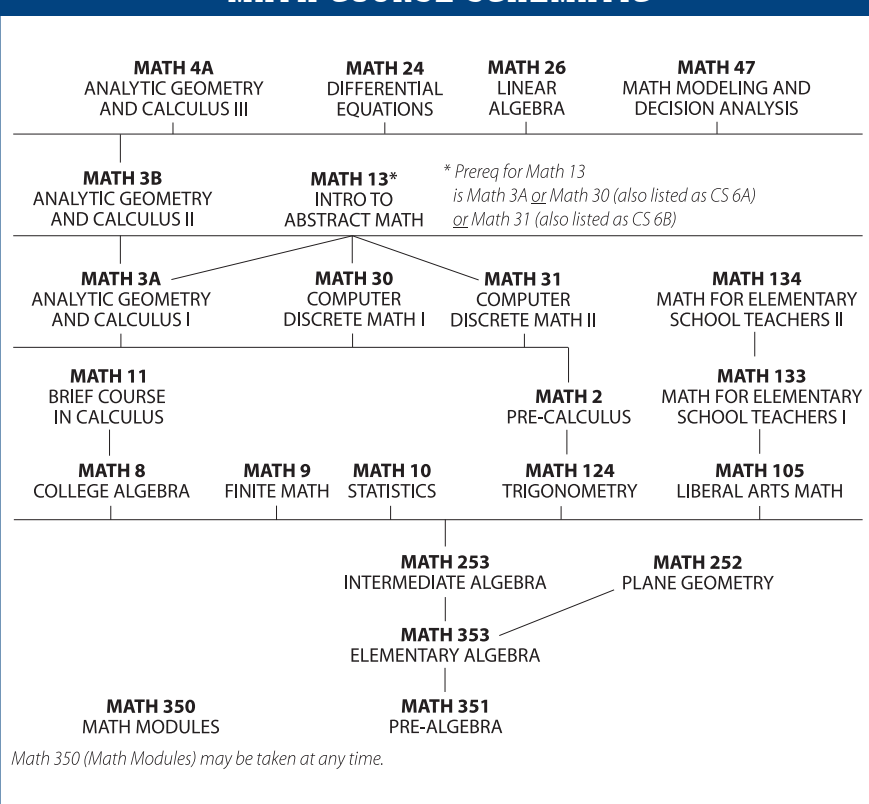 MATH COURSE SCHEMATIC
MATH 4A
ANALYTIC GEOMETRY
AND CALCULUS III
MATH 24
DIFFERENTIAL
EQUATIONS
MATH 26
LINEAR
ALGEBRA
MATH 47
MATH MODELING AND
DECISION ANALYSIS
MATH 3B
ANALYTIC GEOMETRY
AND CALCULUS II
MATH 13*
INTRO TO
ABSTRACT MATH
* Prereq for Math 13
is Math 3A or Math 30 (also listed as CS 6A)
or Math 31 (also listed as CS 6B)
MATH 3A
ANALYTIC GEOMETRY
AND CALCULUS I
MATH 30
COMPUTER
DISCRETE MATH I
MATH 31
COMPUTER
DISCRETE MATH II
MATH 134
MATH FOR ELEMENTARY
SCHOOL TEACHERS II
MATH 11
BRIEF COURSE
IN CALCULUS
MATH 2
PRE-CALCULUS
MATH 133
MATH FOR ELEMENTARY
SCHOOL TEACHERS I
MATH 8
COLLEGE ALGEBRA
MATH 9
FINITE MATH
MATH 10
STATISTICS
MATH 124
TRIGONOMETRY
MATH 105
LIBERAL ARTS MATH
MATH 253
INTERMEDIATE ALGEBRA
MATH 252
PLANE GEOMETRY
MATH 353
ELEMENTARY ALGEBRA
MATH 350
MATH MODULES
MATH 351
PRE-ALGEBRA
Math 350 (Math Modules) may be taken at any time.